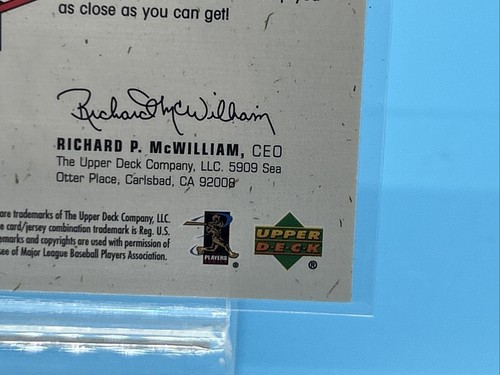 as close as you can get!
Richard McWilliam
RICHARD P. McWILLIAM, CEO
The Upper Deck Company, LLC. 5909 Sea
Otter Place, Carlsbad, CA 92008
are trademarks of The Upper Deck Company, LLC.
card/jersey combination trademark is Reg. U.S.
and copyrights are used with permission of
of Major League Baseball Players Association.
PLAYERS
®
UPPER
DECK
®